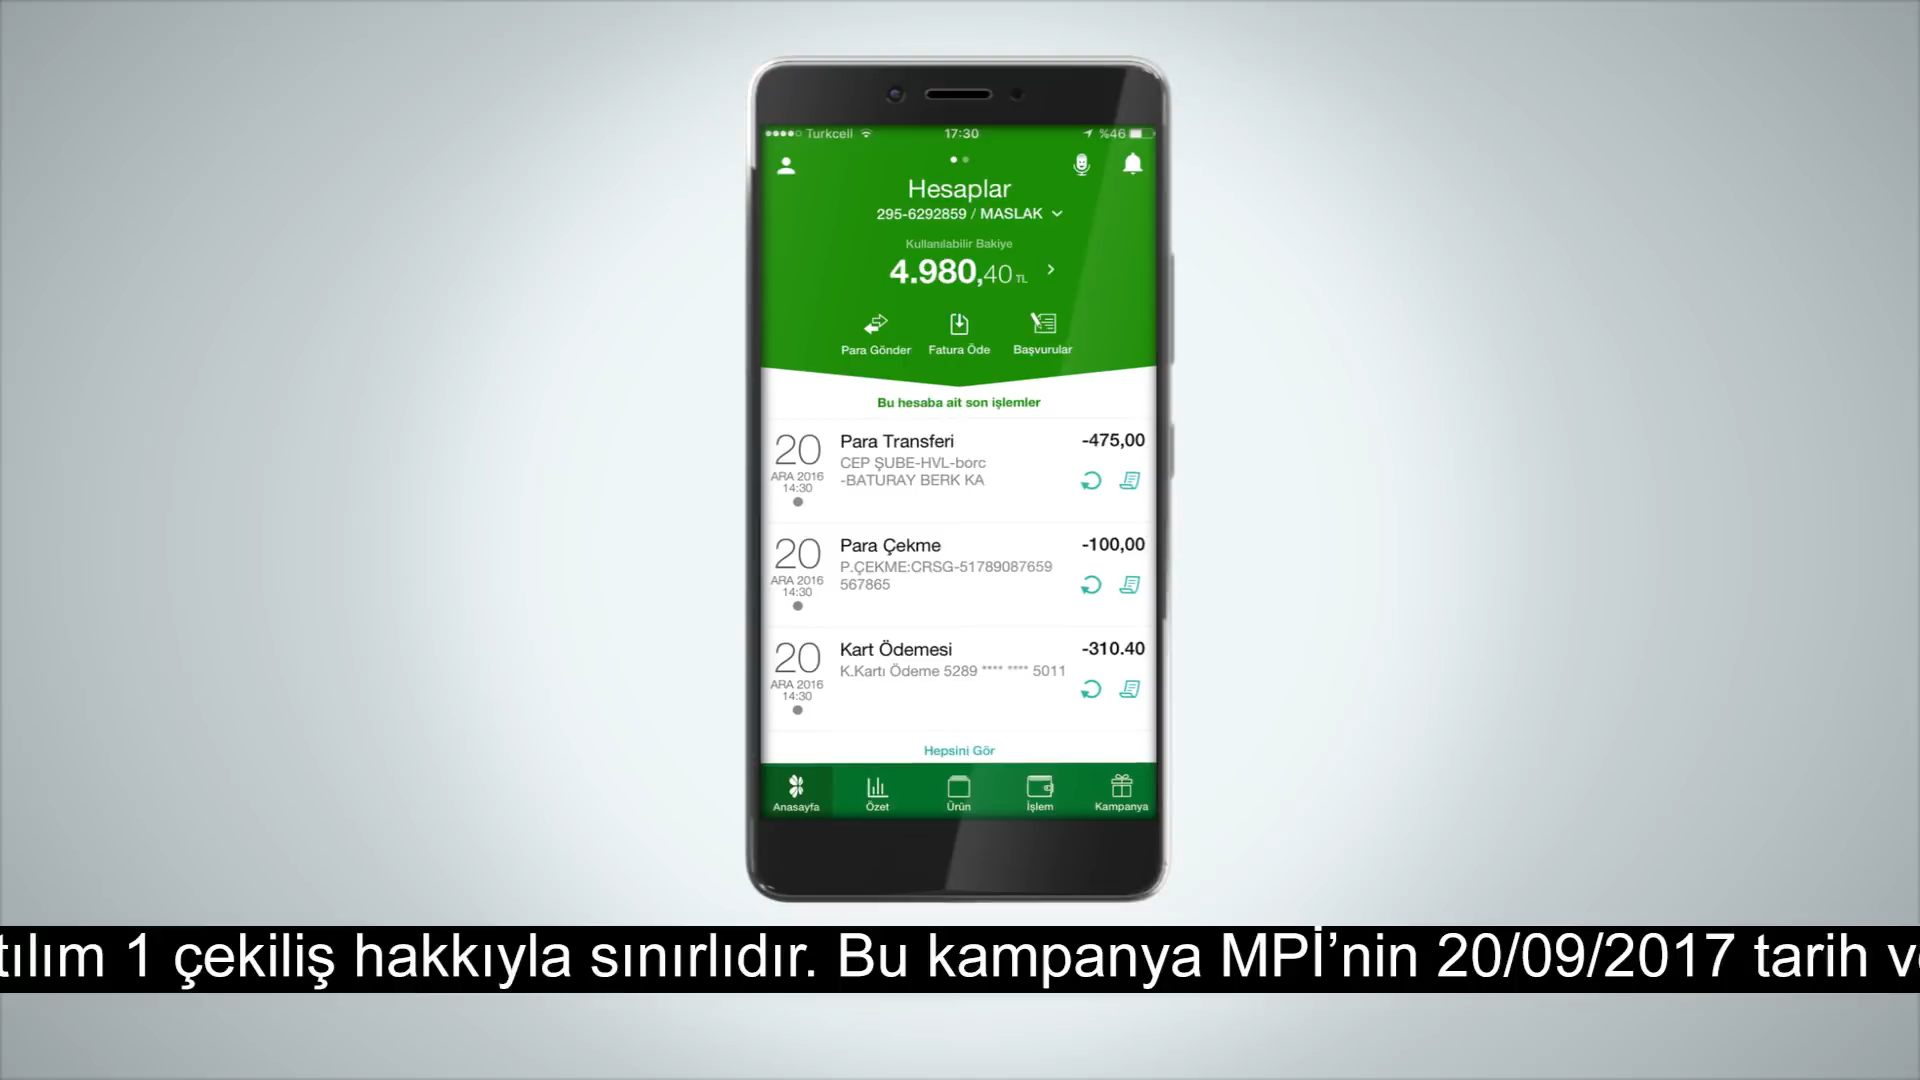 Turkcell 17:30 %46
Hesaplar
295-6292859 / MASLAK
Kullanılabilir Bakiye
4.980,40 TL
Para Gönder Fatura Öde Başvurular
Bu hesaba ait son işlemler
20 Para Transferi -475,00
CEP ŞUBE-HVL-borc
ARA 2016 -BATURAY BERK KA
14:30
20 Para Çekme -100,00
P.ÇEKME:CRSG-51789087659
ARA 2016 567865
14:30
20 Kart Ödemesi -310.40
K.Kartı Ödeme 5289 **** **** 5011
ARA 2016
14:30
Hepsini Gör
Anasayfa Özet Ürün İşlem Kampanya
1 çekiliş hakkıyla sınırlıdır. Bu kampanya MPİ’nin 20/09/2017 tarih